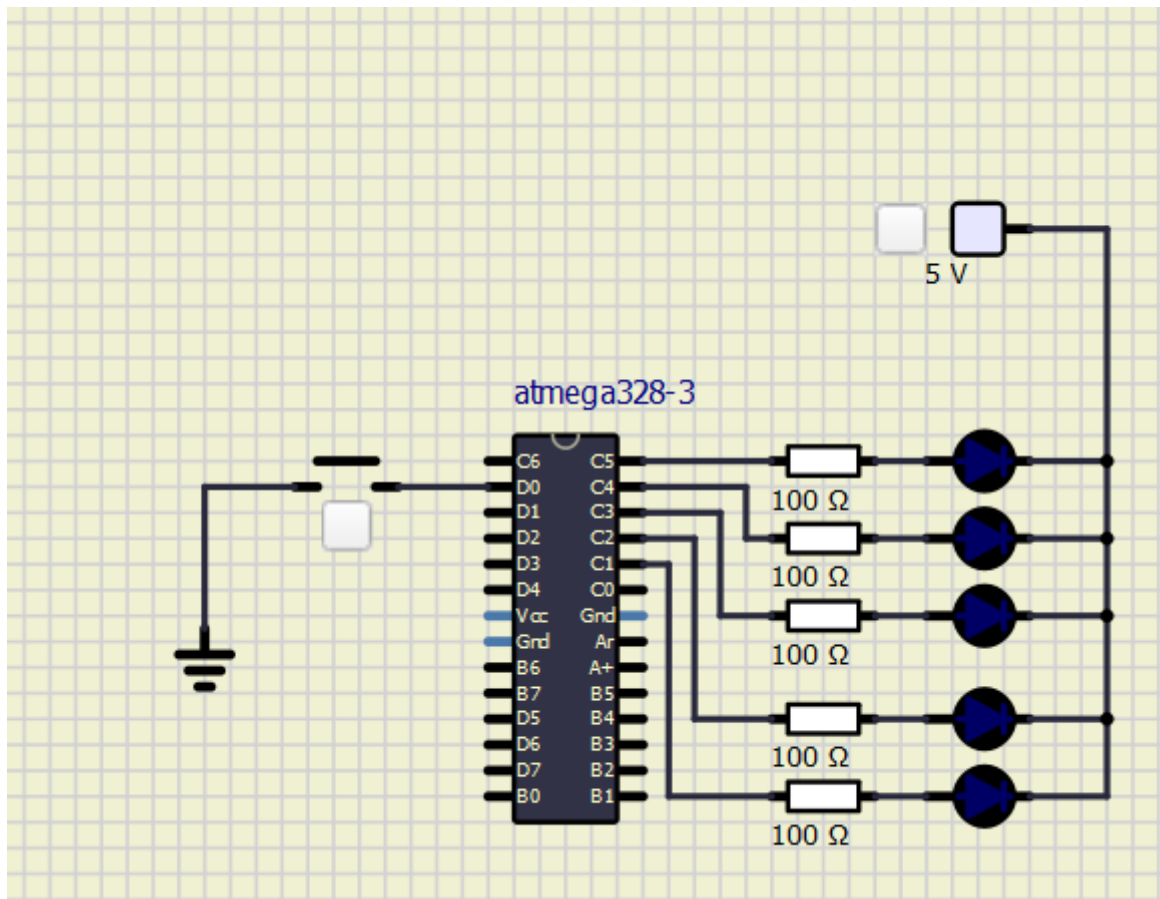 5 V
atmega328-3
C6 C5
D0 C4
D1 C3
D2 C2
D3 C1
D4 C0
Vcc Gnd
Gnd Ar
B6 A+
B7 B5
D5 B4
D6 B3
D7 B2
B0 B1
100 Ω
100 Ω
100 Ω
100 Ω
100 Ω